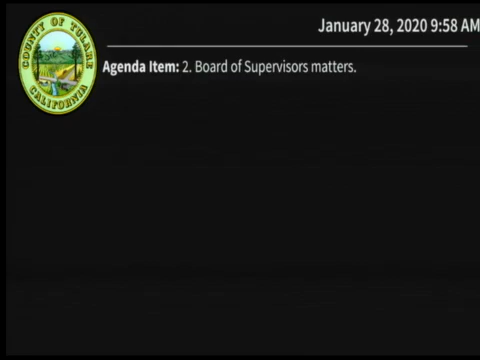 January 28, 2020 9:58 AM
COUNTY OF TULARE
CALIFORNIA
Agenda Item: 2. Board of Supervisors matters.